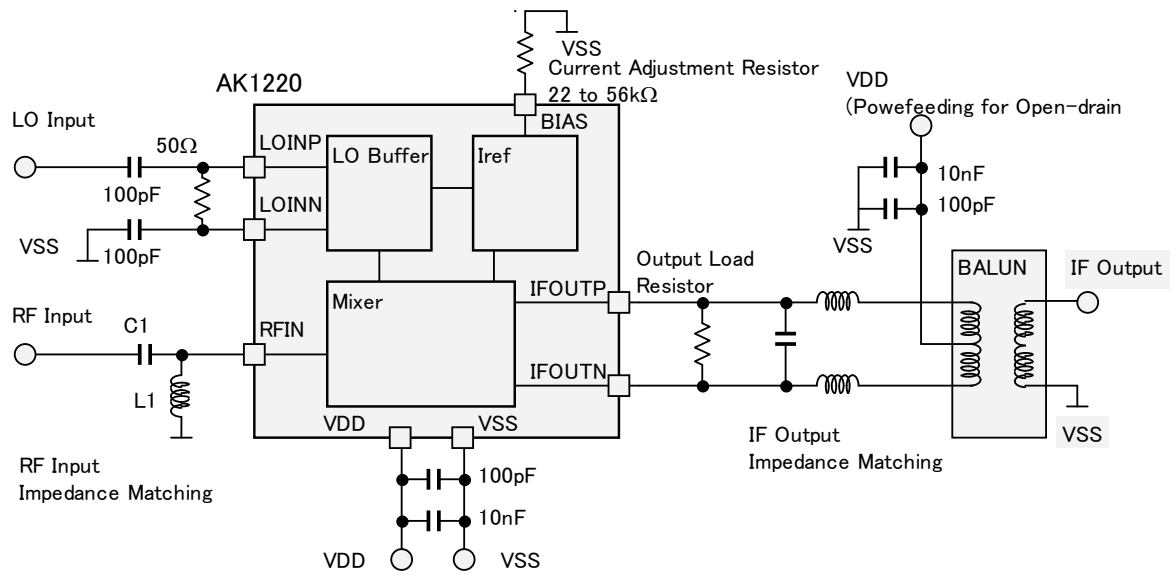 VSS
Current Adjustment Resistor
22 to 56kΩ
AK1220
BIAS
VDD
(Powefeeding for Open-drain
LO Input
50Ω
LOINP
LO Buffer
Iref
10nF
100pF
100pF
LOINN
VSS
100pF
VSS
BALUN
IF Output
Output Load
Resistor
Mixer
IFOUTP
RF Input
C1
RFIN
IFOUTN
L1
VDD
VSS
VSS
IF Output
Impedance Matching
RF Input
Impedance Matching
100pF
10nF
VDD
VSS